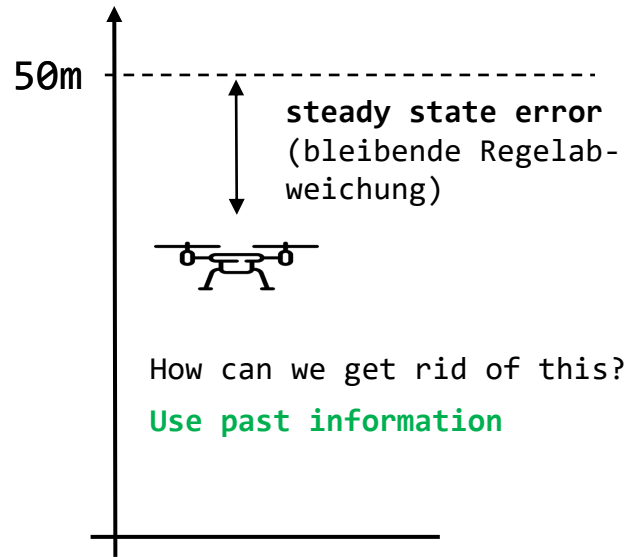 50m
steady state error
(bleibende Regelab-
weichung)
How can we get rid of this?
Use past information